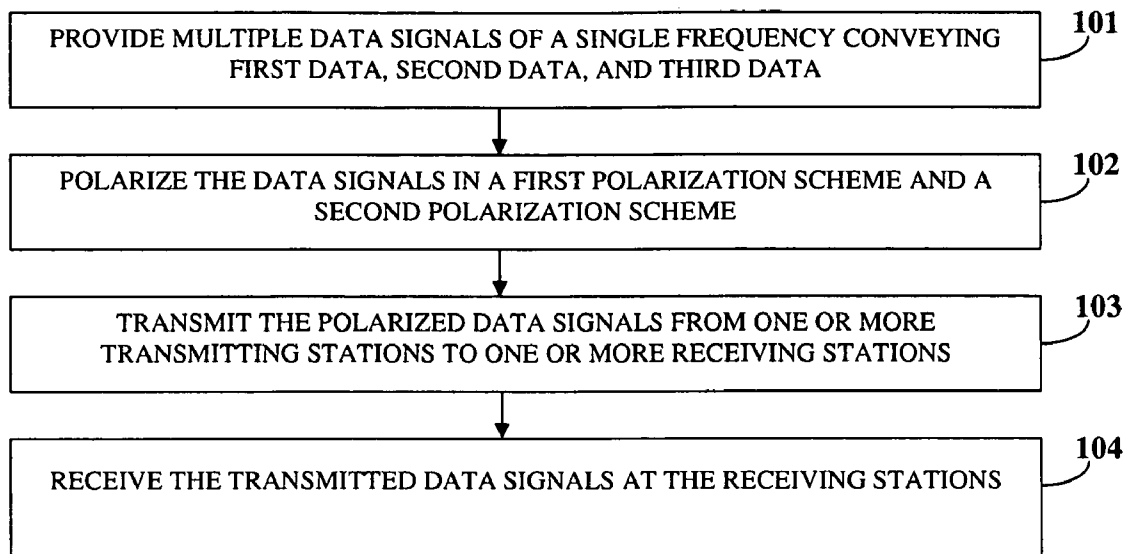 PROVIDE MULTIPLE DATA SIGNALS OF A SINGLE FREQUENCY CONVEYING
FIRST DATA, SECOND DATA, AND THIRD DATA
101
POLARIZE THE DATA SIGNALS IN A FIRST POLARIZATION SCHEME AND A
SECOND POLARIZATION SCHEME
102
TRANSMIT THE POLARIZED DATA SIGNALS FROM ONE OR MORE
TRANSMITTING STATIONS TO ONE OR MORE RECEIVING STATIONS
103
RECEIVE THE TRANSMITTED DATA SIGNALS AT THE RECEIVING STATIONS
104